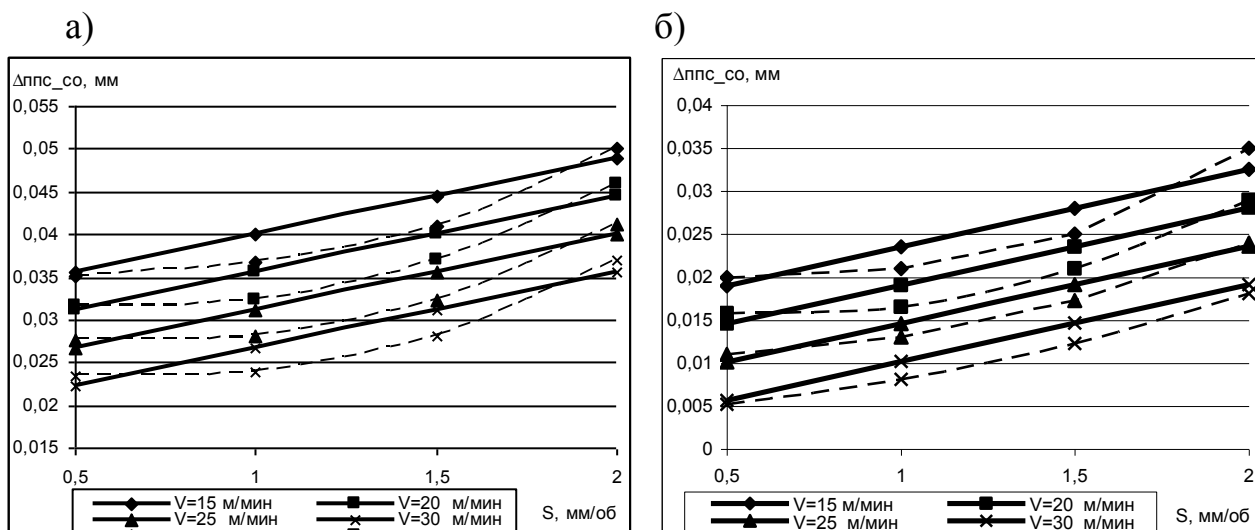 а)
Δппс_со, мм
0,055
0,05
0,045
0,04
0,035
0,03
0,025
0,02
0,015
0,5 1 1,5 2
V=15 м/мин V=20 м/мин
V=25 м/мин V=30 м/мин
S, мм/об
б)
Δппс_со, мм
0,04
0,035
0,03
0,025
0,02
0,015
0,01
0,005
0
0,5 1 1,5 2
V=15 м/мин V=20 м/мин
V=25 м/мин V=30 м/мин
S, мм/об